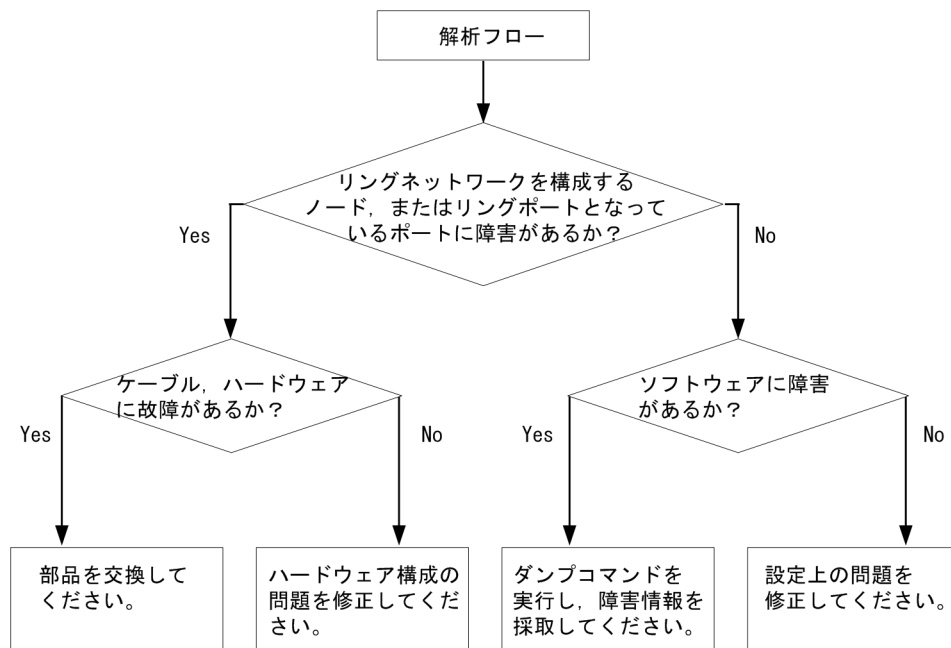 解析フロー
リングネットワークを構成する
ノード，またはリングポートとなって
いるポートに障害があるか？
Yes
No
ケーブル，ハードウェア
に故障があるか？
ソフトウェアに障害
があるか？
Yes
No
Yes
No
部品を交換して
ください。
ハードウェア構成の
問題を修正してくだ
さい。
ダンプコマンドを
実行し，障害情報を
採取してください。
設定上の問題を
修正してください。